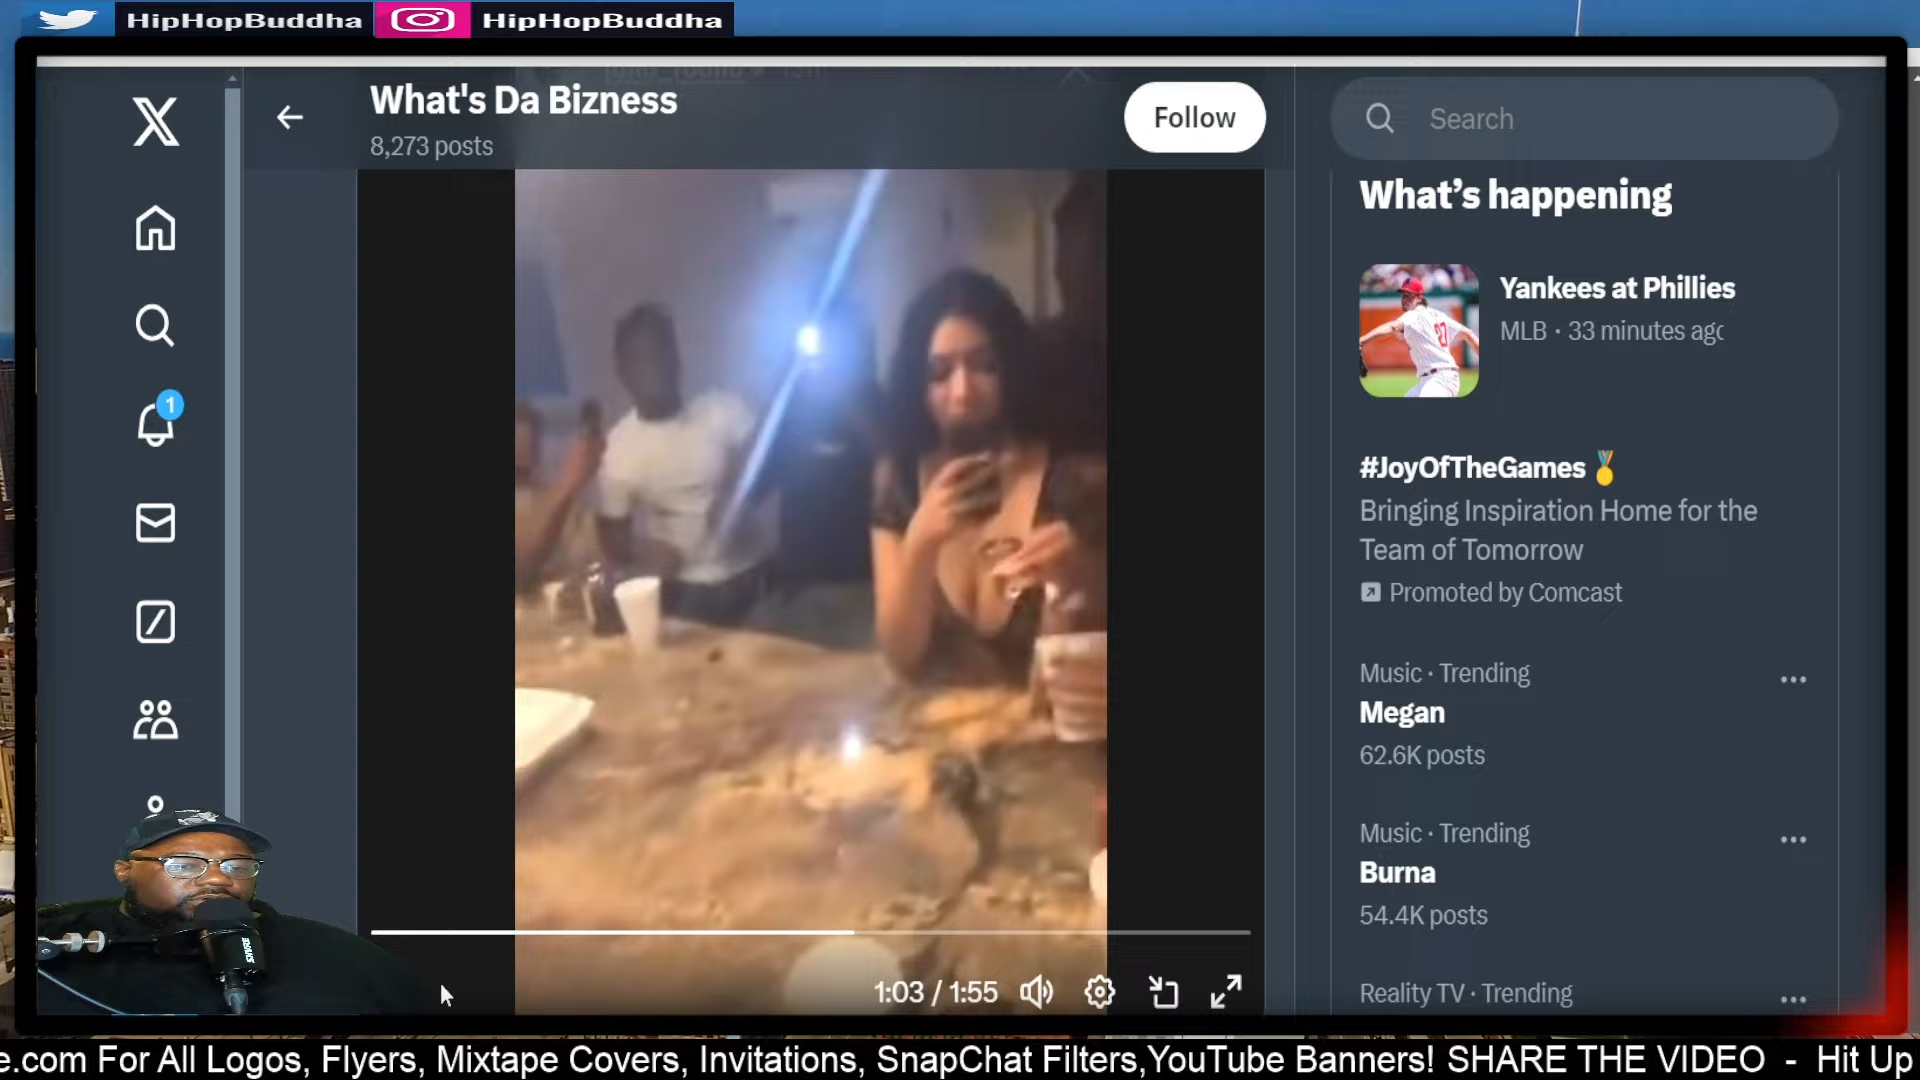 HipHopBuddha
HipHopBuddha
What's Da Bizness
8,273 posts
Follow
Search
What's happening
Yankees at Phillies
MLB · 33 minutes ago
#JoyOfTheGames
Bringing Inspiration Home for the
Team of Tomorrow
Promoted by Comcast
Music · Trending
Megan
62.6K posts
Music · Trending
Burna
54.4K posts
Reality TV · Trending
1
SHURE
1:03 / 1:55
e.com For All Logos, Flyers, Mixtape Covers, Invitations, SnapChat Filters,YouTube Banners! SHARE THE VIDEO - Hit Up